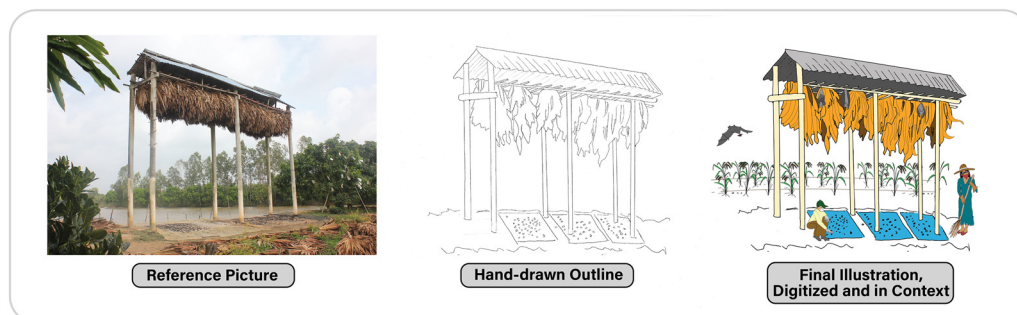 Reference Picture
Hand-drawn Outline
Final Illustration,
Digitized and in Context